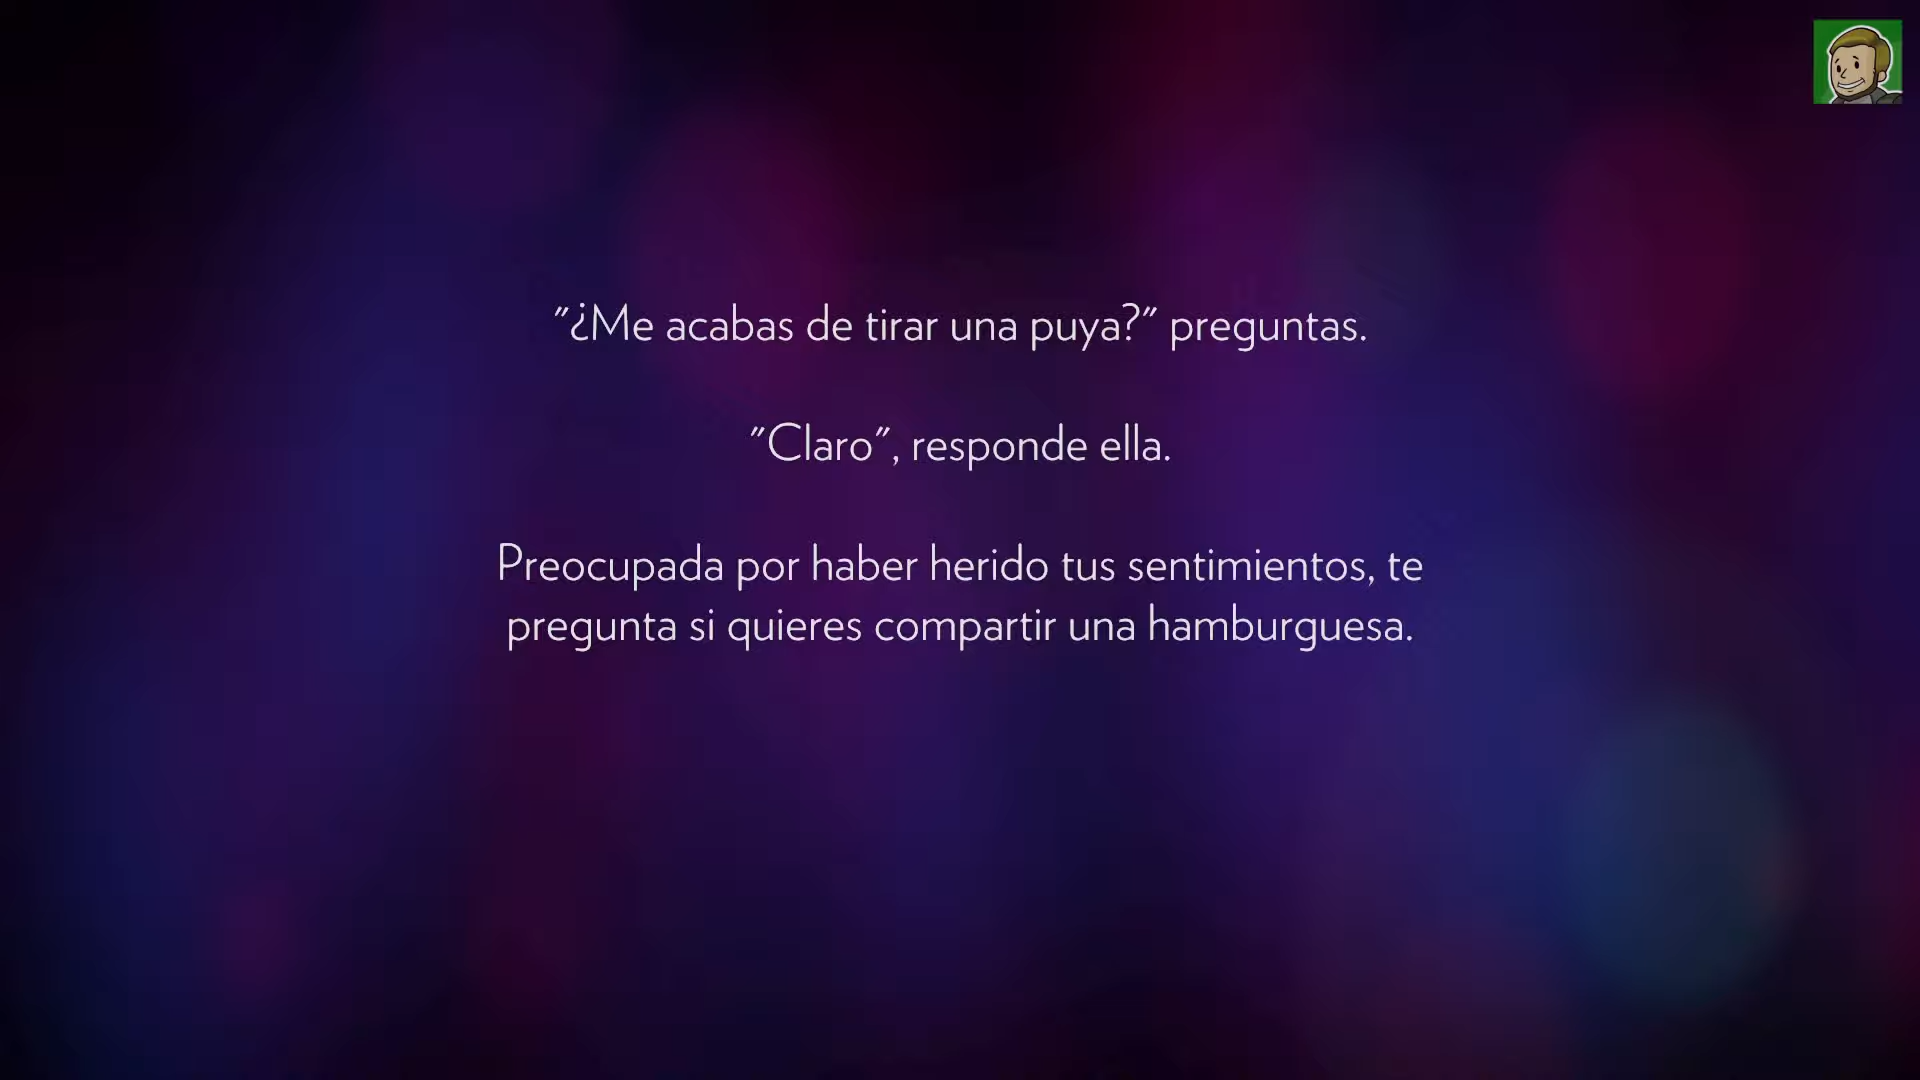 "¿Me acabas de tirar una puya?" preguntas.
"Claro", responde ella.
Preocupada por haber herido tus sentimientos, te
pregunta si quieres compartir una hamburguesa.